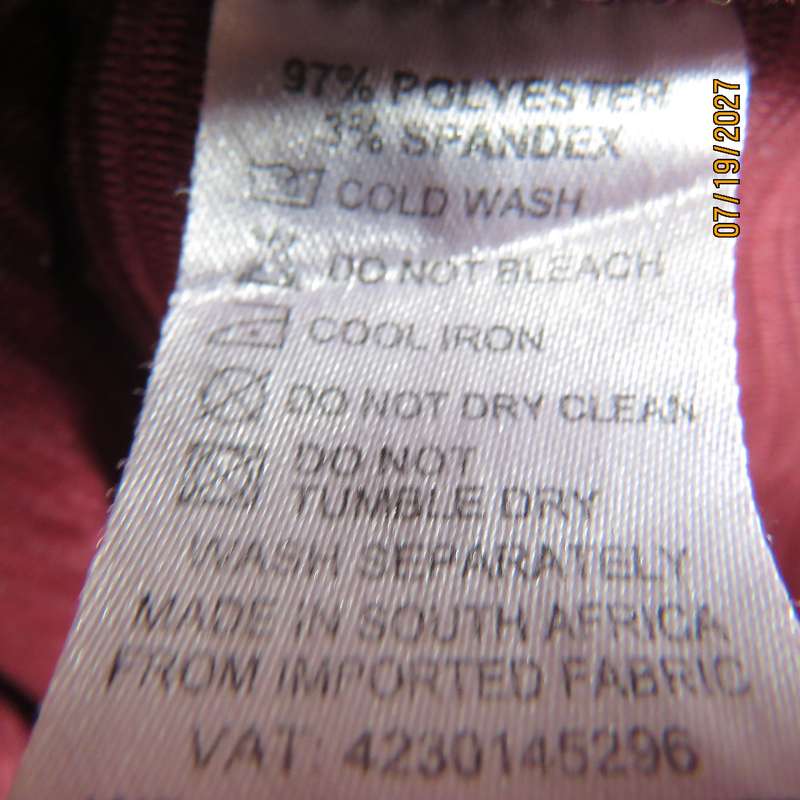 97% POLYESTER
3% SPANDEX
COLD WASH
DO NOT BLEACH
COOL IRON
DO NOT DRY CLEAN
DO NOT
TUMBLE DRY
WASH SEPARATELY
MADE IN SOUTH AFRICA
FROM IMPORTED FABRIC
VAT: 4230145296
07/19/2027